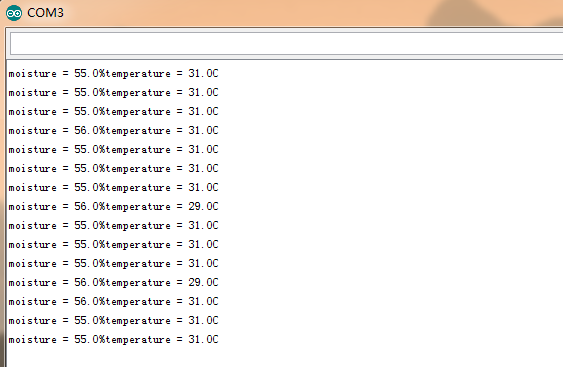 COM3
moisture = 55.0%temperature = 31.0C
moisture = 55.0%temperature = 31.0C
moisture = 55.0%temperature = 31.0C
moisture = 56.0%temperature = 31.0C
moisture = 55.0%temperature = 31.0C
moisture = 55.0%temperature = 31.0C
moisture = 55.0%temperature = 31.0C
moisture = 56.0%temperature = 29.0C
moisture = 55.0%temperature = 31.0C
moisture = 55.0%temperature = 31.0C
moisture = 55.0%temperature = 31.0C
moisture = 56.0%temperature = 29.0C
moisture = 56.0%temperature = 31.0C
moisture = 55.0%temperature = 31.0C
moisture = 55.0%temperature = 31.0C